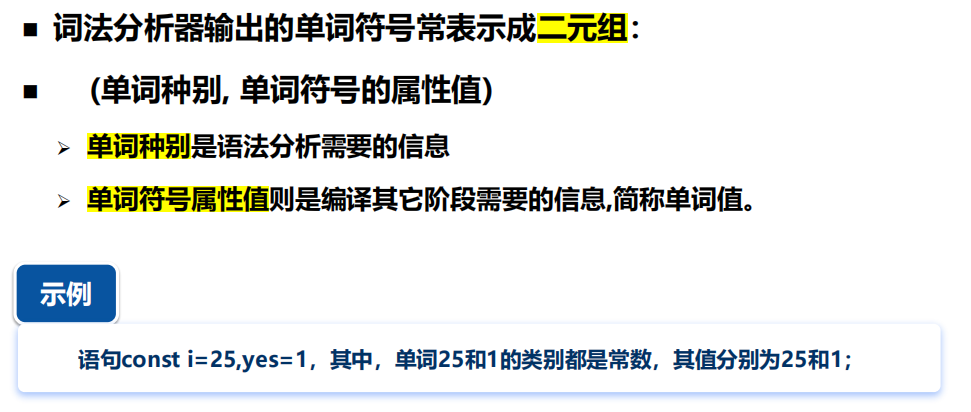 ■ 词法分析器输出的单词符号常表示成二元组：
■ (单词种别, 单词符号的属性值)
➢ 单词种别是语法分析需要的信息
➢ 单词符号属性值则是编译其它阶段需要的信息,简称单词值。
示例
语句const i=25,yes=1，其中，单词25和1的类别都是常数，其值分别为25和1；